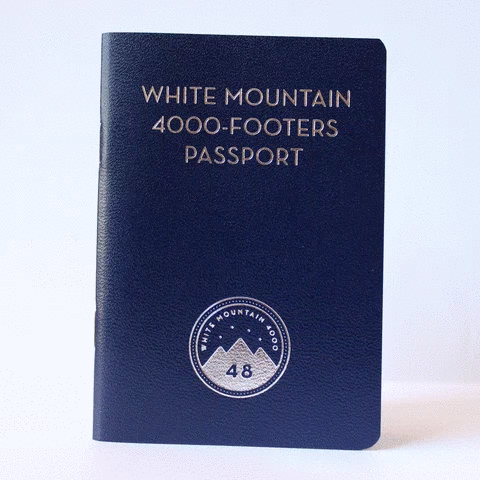 WHITE MOUNTAIN
4000-FOOTERS
PASSPORT
WHITE MOUNTAIN 4000
48